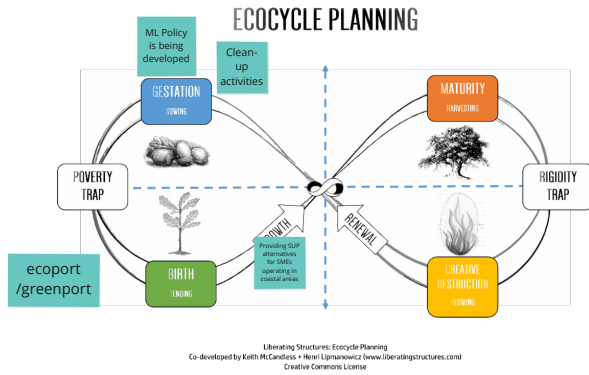 ECOCYCLE PLANNING
ML Policy
is being
developed
Clean-
up
activities
GESTATION
SOWING
MATURITY
HARVESTING
POVERTY
TRAP
RIGIDITY
TRAP
GROWTH
RENEWAL
Providing SUP
alternatives
for SMEs
operating in
coastal areas
ecoport
/greenport
BIRTH
TENDING
CREATIVE
DESTRUCTION
PLOWING
Liberating Structures: Ecocycle Planning
Co-developed by Keith McCandless + Henri Lipmanowicz (www.liberatingstructures.com)
Creative Commons License